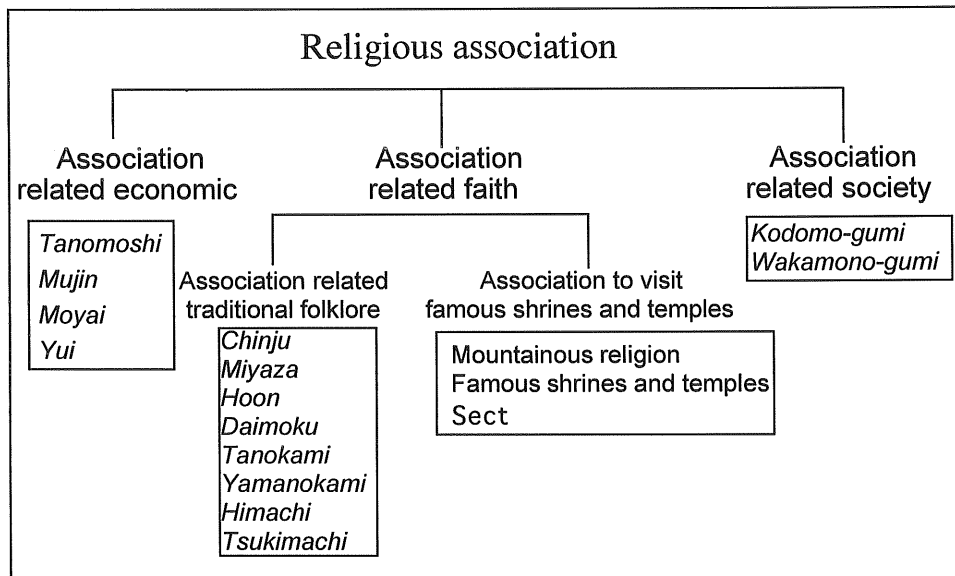 Religious association
Association
related economic
Tanomoshi
Mujin
Moyai
Yui
Association
related faith
Association related
traditional folklore
Chinju
Miyaza
Hoon
Daimoku
Tanokami
Yamanokami
Himachi
Tsukimachi
Association to visit
famous shrines and temples
Mountainous religion
Famous shrines and temples
Sect
Association
related society
Kodomo-gumi
Wakamono-gumi